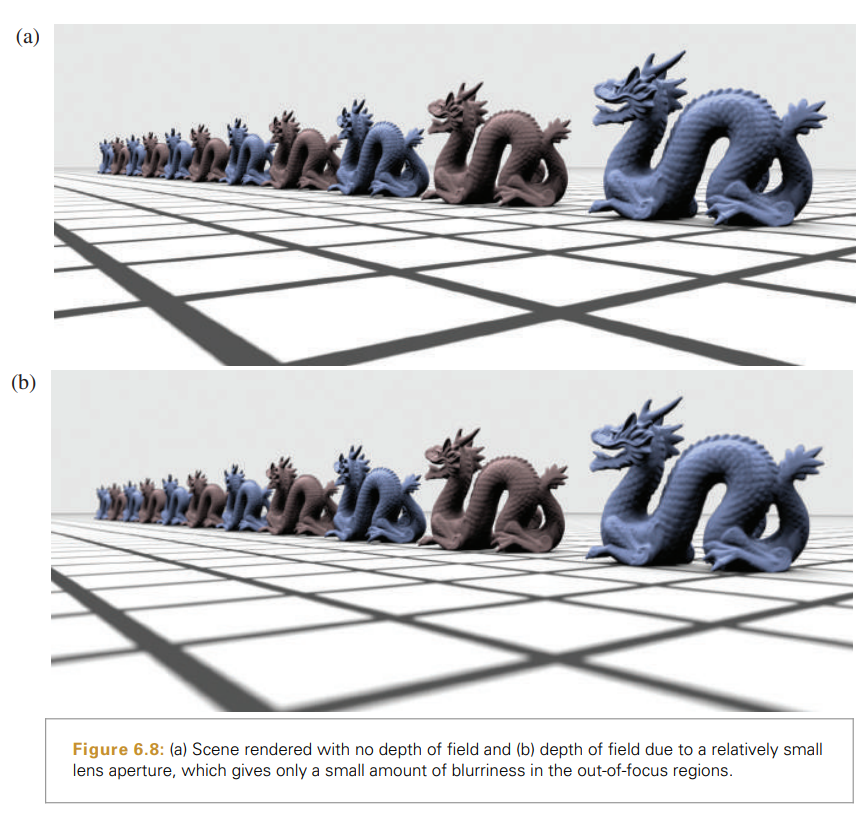 (a)
(b)
Figure 6.8: (a) Scene rendered with no depth of field and (b) depth of field due to a relatively small
lens aperture, which gives only a small amount of blurriness in the out-of-focus regions.